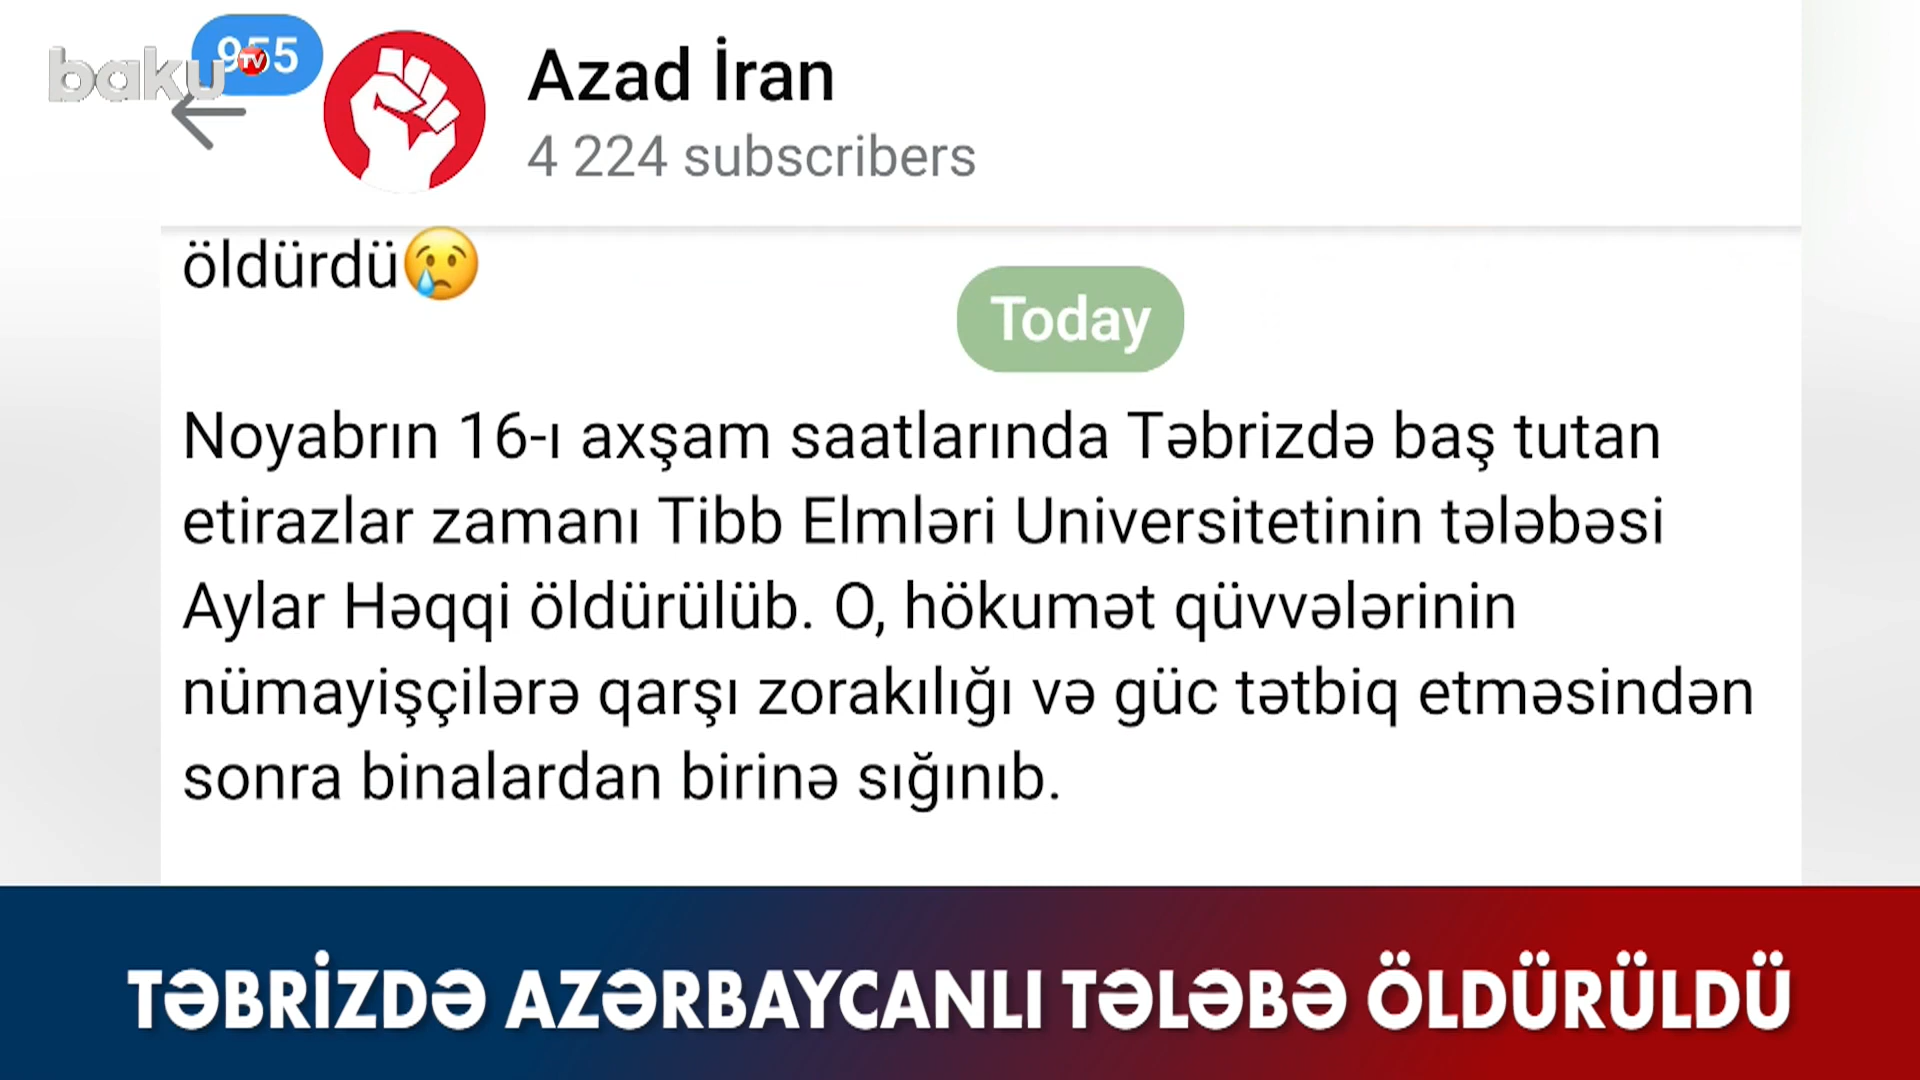 baku TV
955
Azad İran
4 224 subscribers
öldürdü😢
Today
Noyabrın 16-ı axşam saatlarında Təbrizdə baş tutan
etirazlar zamanı Tibb Elmləri Universitetinin tələbəsi
Aylar Həqqi öldürülüb. O, hökumət qüvvələrinin
nümayişçilərə qarşı zorakılığı və güc tətbiq etməsindən
sonra binalardan birinə sığınıb.
TƏBRİZDƏ AZƏRBAYCANLI TƏLƏBƏ ÖLDÜRÜLDÜ